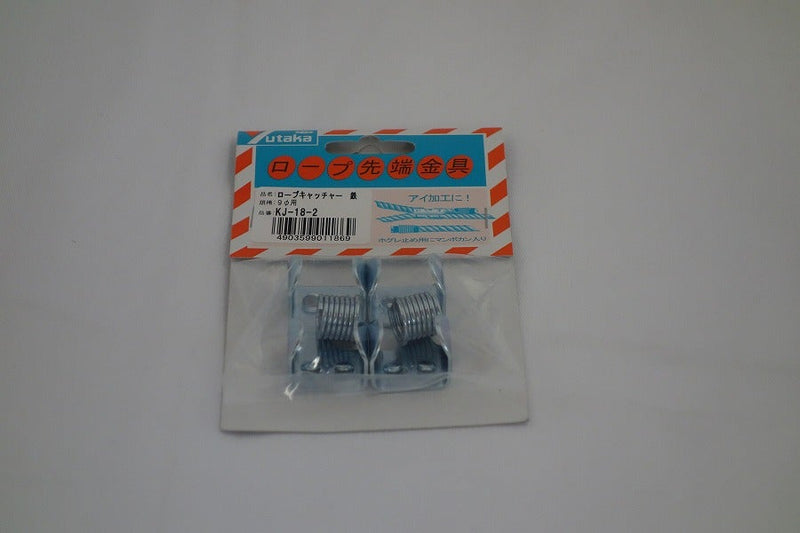 Yutaka
ロープ先端金具
品名:ロープキャッチャー 鉄
規格:9φ用
品番 KJ-18-2
4903599011869
アイ加工に!
ホグレ止め用にマンボカン入り